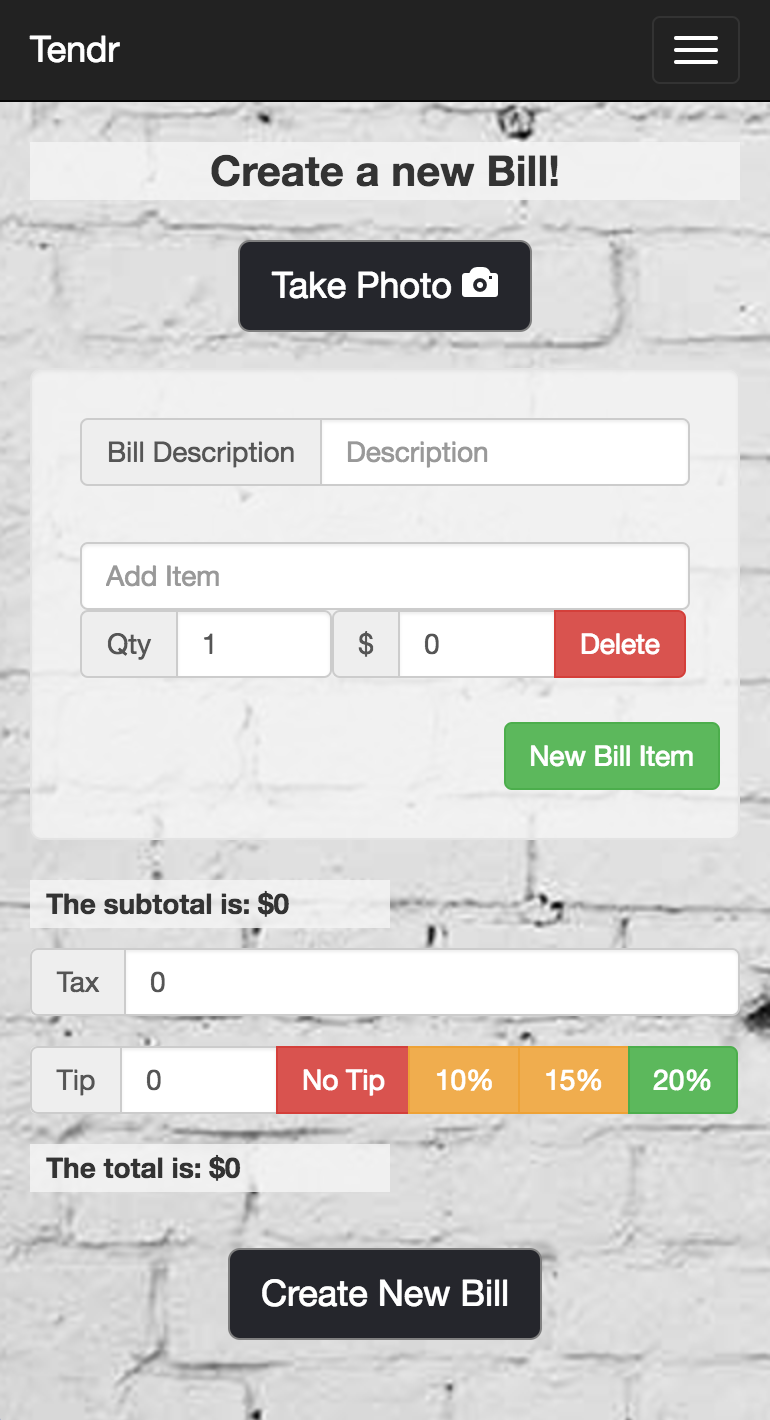 Tendr
Create a new Bill!
Take Photo
Bill Description Description
Add Item
Qty 1 $ 0 Delete
New Bill Item
The subtotal is: $0
Tax 0
Tip 0 No Tip 10% 15% 20%
The total is: $0
Create New Bill